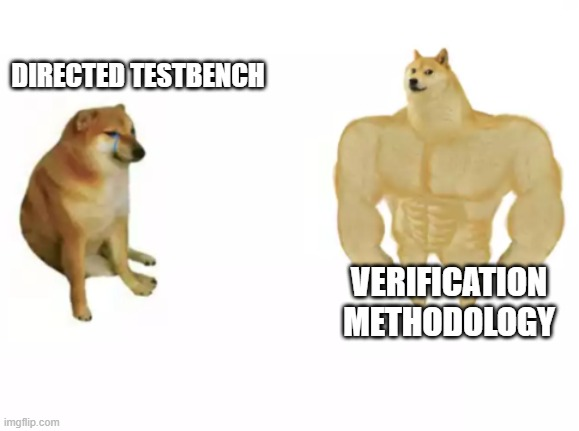 DIRECTED TESTBENCH
VERIFICATION
METHODOLOGY
imgflip.com